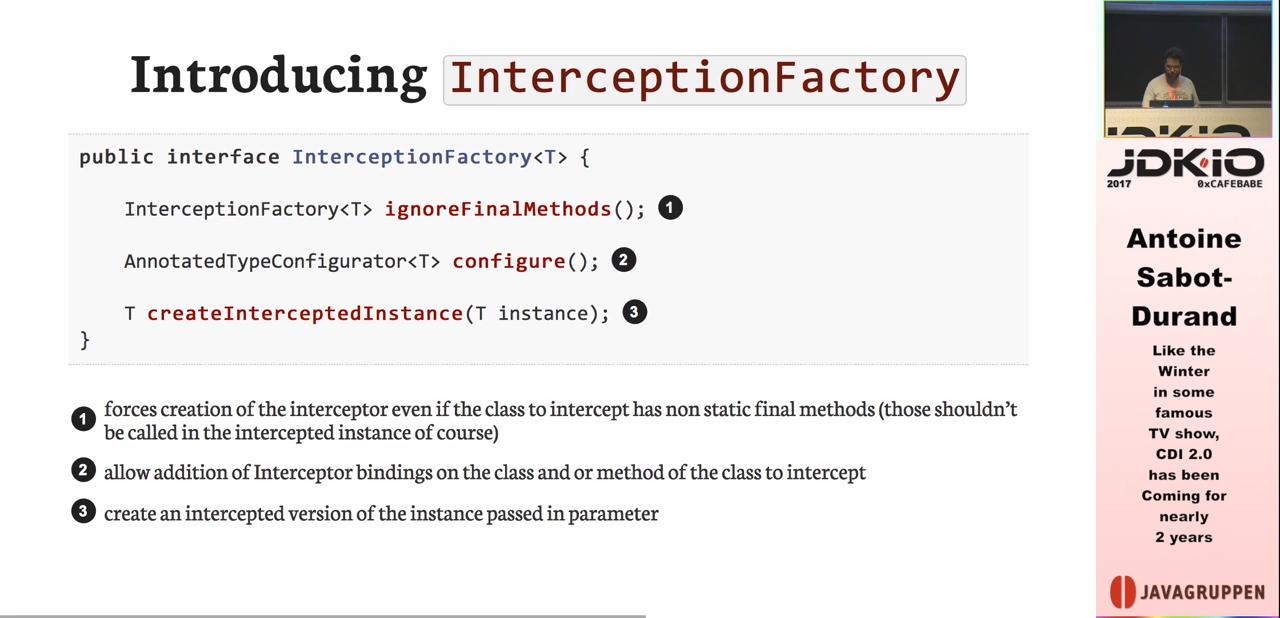 Introducing InterceptionFactory
public interface InterceptionFactory<T> {
InterceptionFactory<T> ignoreFinalMethods(); 1
AnnotatedTypeConfigurator<T> configure(); 2
T createInterceptedInstance(T instance); 3
}
1 forces creation of the interceptor even if the class to intercept has non static final methods (those shouldn't
be called in the intercepted instance of course)
2 allow addition of Interceptor bindings on the class and or method of the class to intercept
3 create an intercepted version of the instance passed in parameter
JDK.IO
JDK.IO
2017 0xCAFEBABE
Antoine
Sabot-
Durand
Like the
Winter
in some
famous
TV show,
CDI 2.0
has been
Coming for
nearly
2 years
JAVAGRUPPEN